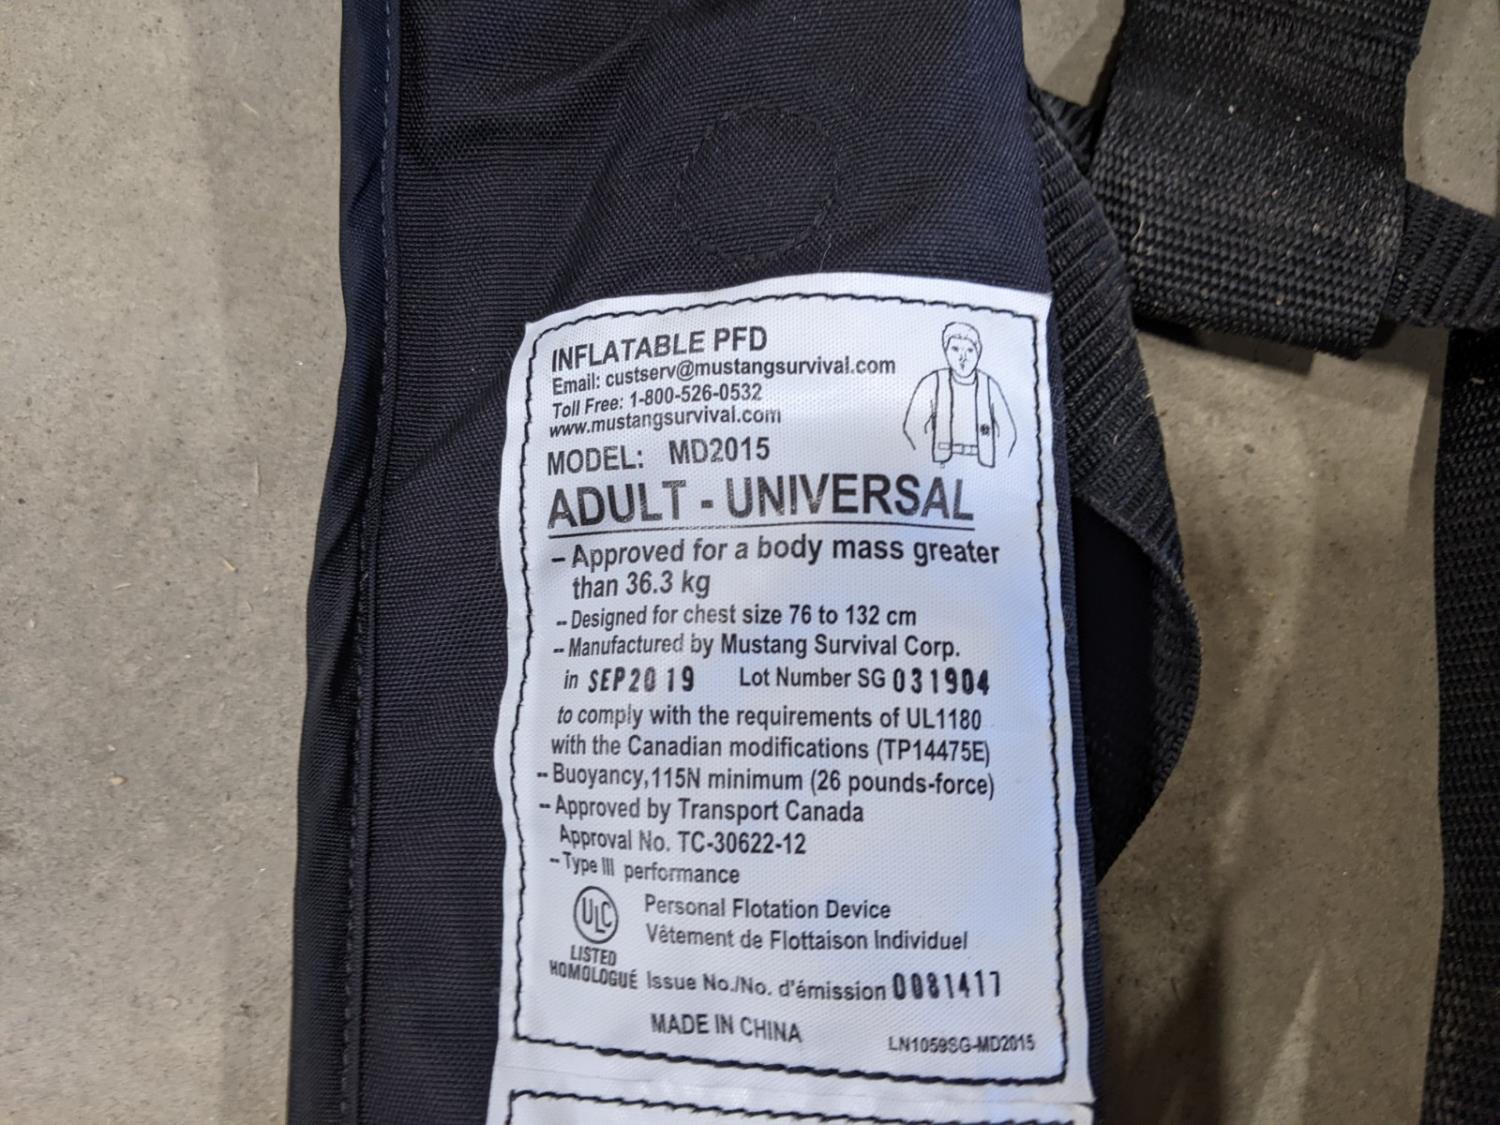 INFLATABLE PFD
Email: custserv@mustangsurvival.com
Toll Free: 1-800-526-0532
www.mustangsurvival.com
MODEL: MD2015
ADULT - UNIVERSAL
- Approved for a body mass greater
than 36.3 kg
- Designed for chest size 76 to 132 cm
- Manufactured by Mustang Survival Corp.
in SEP 2019 Lot Number SG 031904
to comply with the requirements of UL1180
with the Canadian modifications (TP14475E)
- Buoyancy, 115N minimum (26 pounds-force)
- Approved by Transport Canada
Approval No. TC-30622-12
- Type III performance
ULC
LISTED
HOMOLOGUÉ
Personal Flotation Device
Vêtement de Flottaison Individuel
Issue No./No. d'émission 0081417
MADE IN CHINA
LN1059SG-MD2015